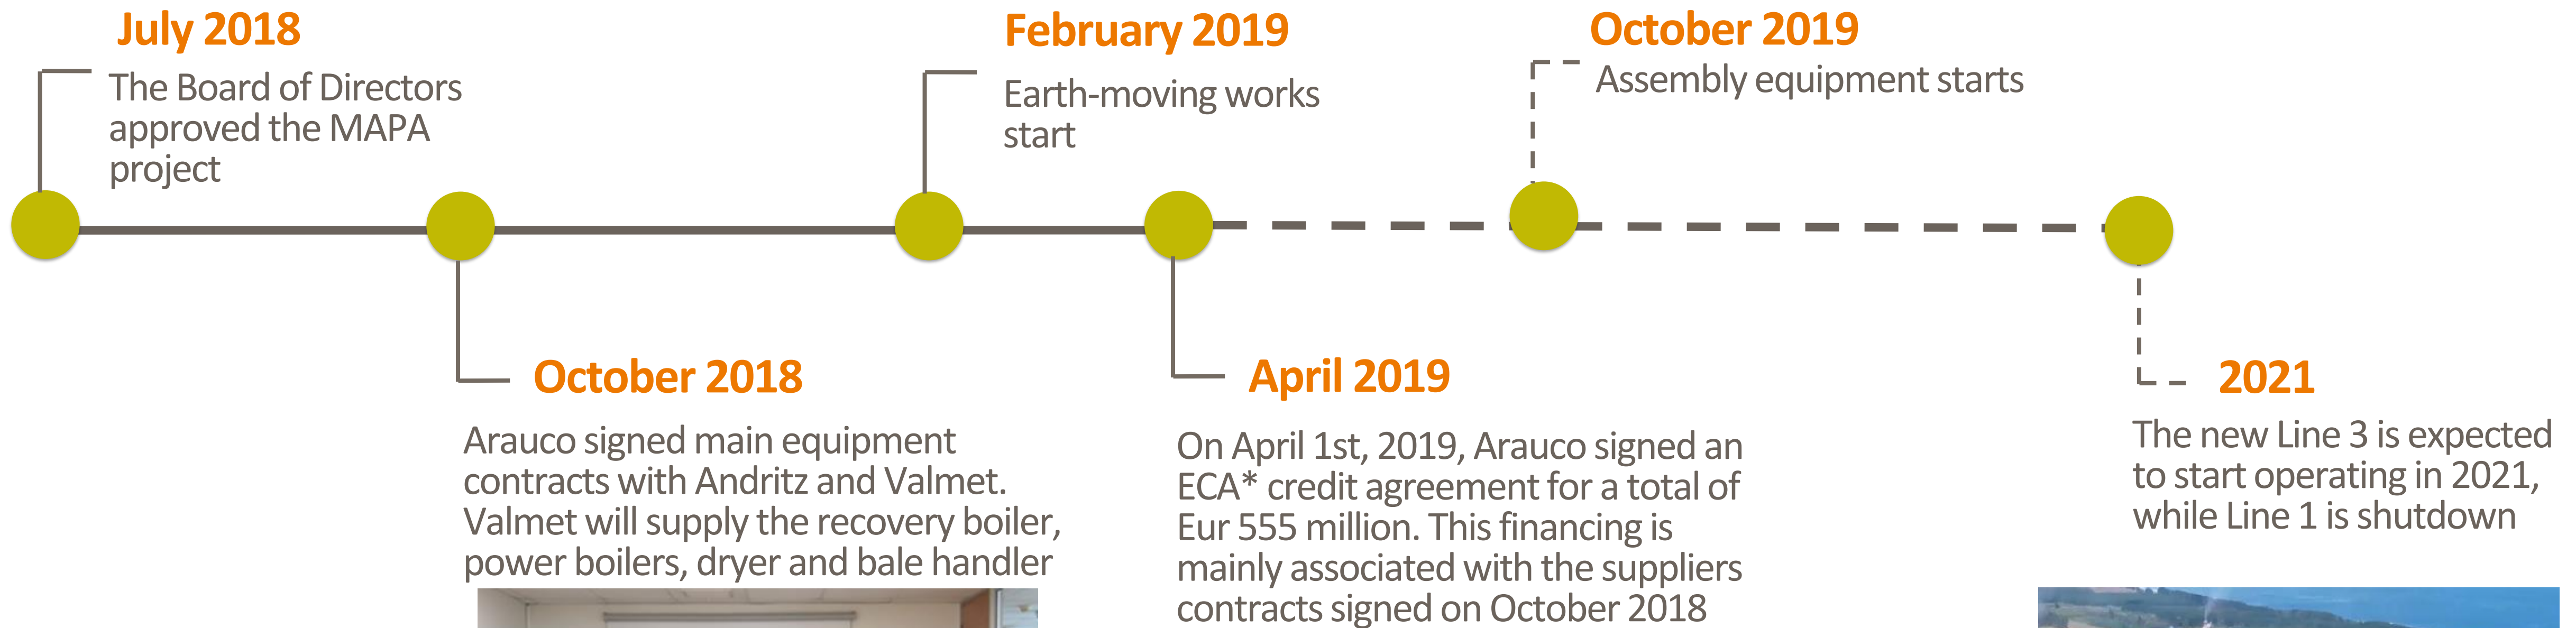 July 2018
The Board of Directors
approved the MAPA
project
February 2019
Earth-moving works
start
October 2019
Assembly equipment starts
October 2018
Arauco signed main equipment
contracts with Andritz and Valmet.
Valmet will supply the recovery boiler,
power boilers, dryer and bale handler
April 2019
On April 1st, 2019, Arauco signed an
ECA* credit agreement for a total of
Eur 555 million. This financing is
mainly associated with the suppliers
contracts signed on October 2018
2021
The new Line 3 is expected
to start operating in 2021,
while Line 1 is shutdown